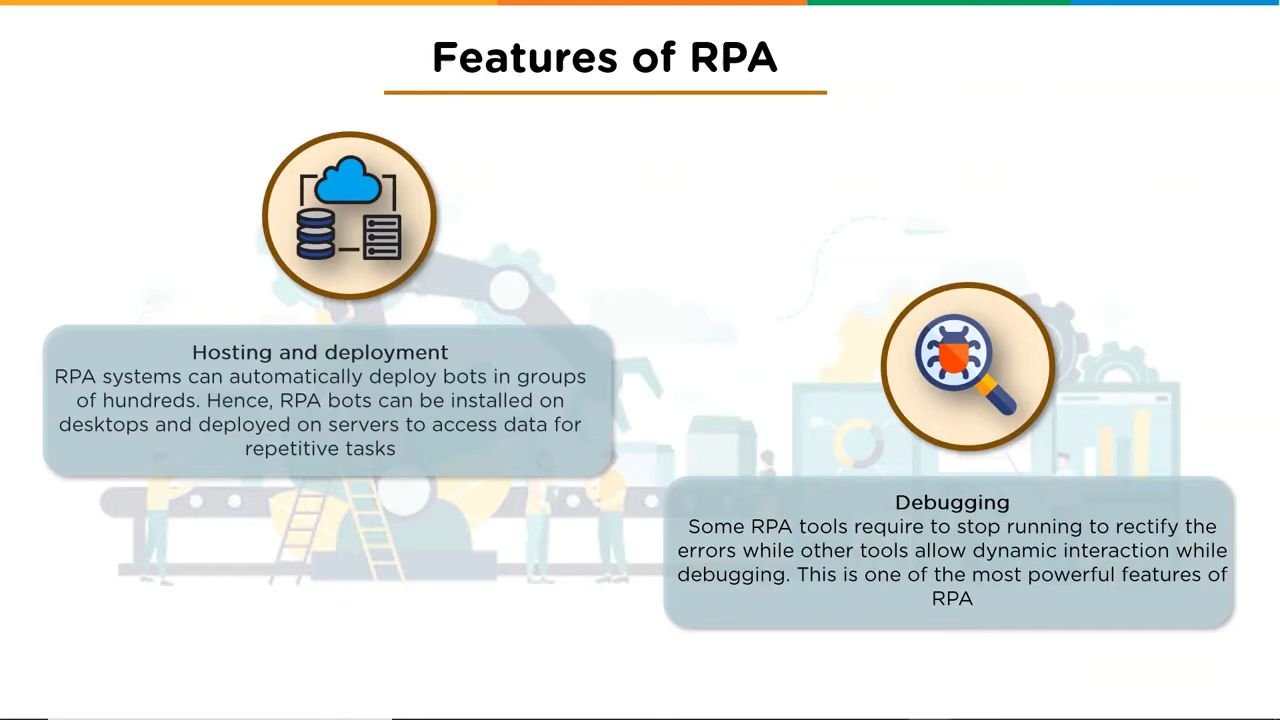 Features of RPA
Hosting and deployment
RPA systems can automatically deploy bots in groups
of hundreds. Hence, RPA bots can be installed on
desktops and deployed on servers to access data for
repetitive tasks
Debugging
Some RPA tools require to stop running to rectify the
errors while other tools allow dynamic interaction while
debugging. This is one of the most powerful features of
RPA